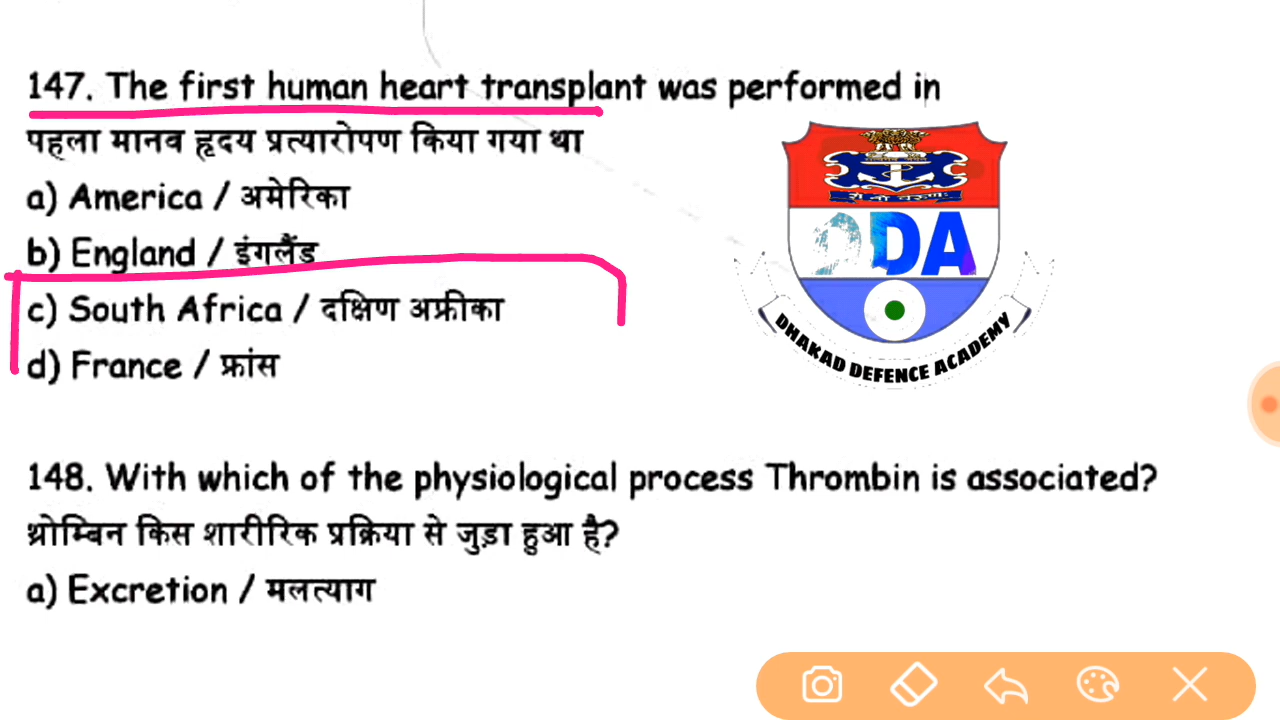 147. The first human heart transplant was performed in
पहला मानव हृदय प्रत्यारोपण किया गया था
a) America / अमेरिका
b) England / इंगलैंड
c) South Africa / दक्षिण अफ्रीका
d) France / फ्रांस
DA
DHAKAD DEFENCE ACADEMY
148. With which of the physiological process Thrombin is associated?
थ्रोम्बिन किस शारीरिक प्रक्रिया से जुड़ा हुआ है?
a) Excretion / मलत्याग